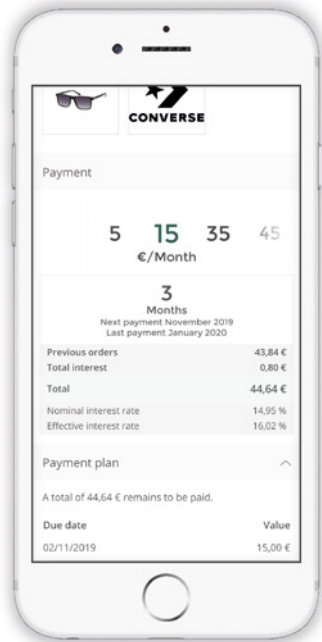 CONVERSE
Payment
5 15 35 45
€/Month
3
Months
Next payment November 2019
Last payment January 2020
Previous orders 43,84 €
Total interest 0,80 €
Total 44,64 €
Nominal interest rate 14,95 %
Effective interest rate 16,02 %
Payment plan
A total of 44,64 € remains to be paid.
Due date Value
02/11/2019 15,00 €